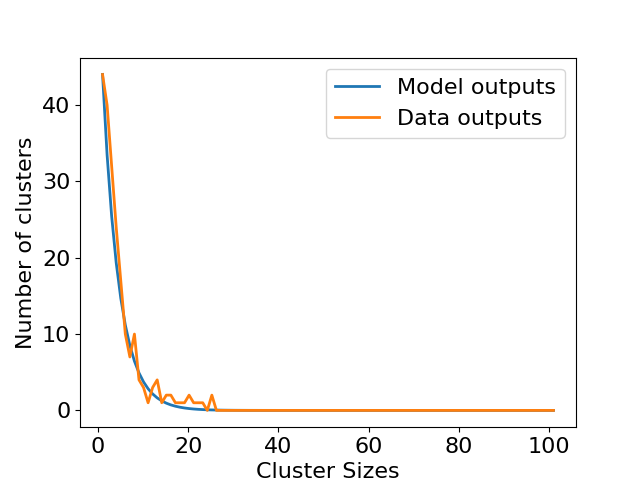 Model outputs
Data outputs
Number of clusters
40
30
20
10
0
0 20 40 60 80 100
Cluster Sizes